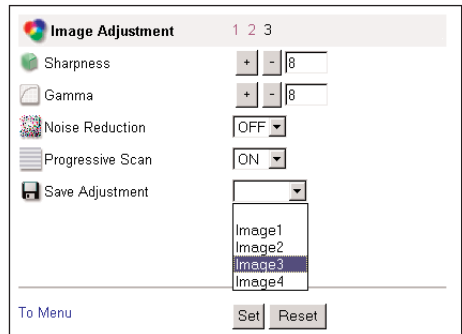 Image Adjustment 1 2 3
Sharpness + - 8
Gamma + - 8
Noise Reduction OFF
Progressive Scan ON
Save Adjustment
Image1
Image2
Image3
Image4
To Menu Set Reset